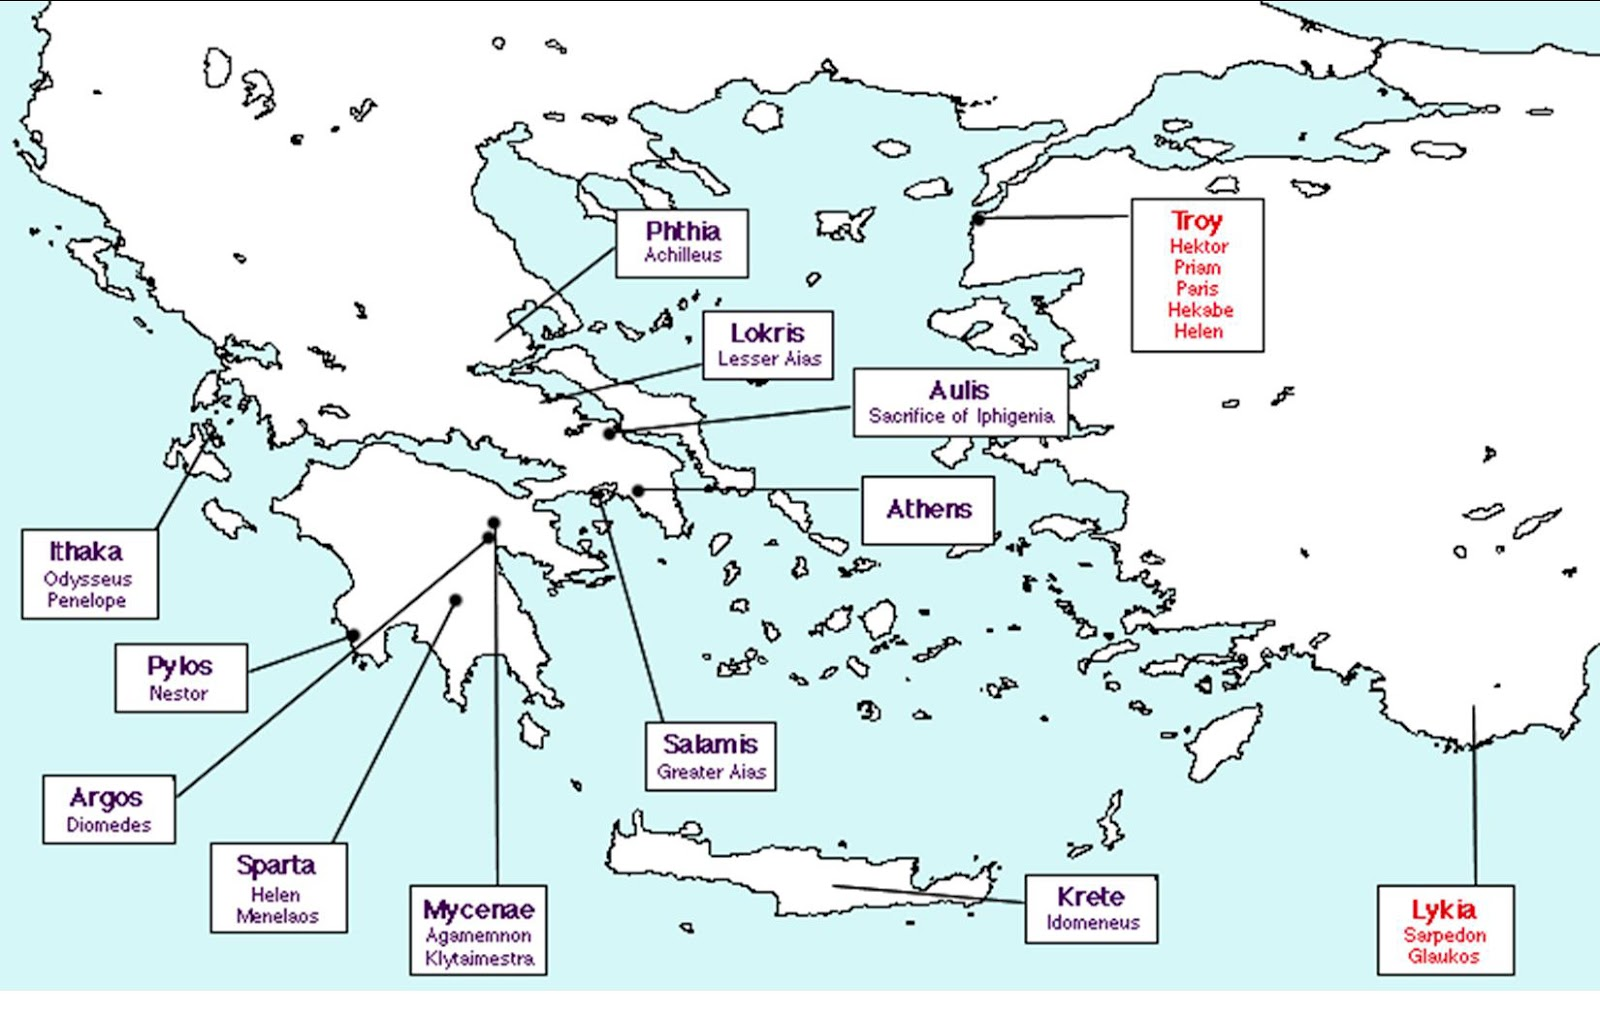 Phthia
Achilleus
Troy
Hektor
Priam
Paris
Hekabe
Helen
Lokris
Lesser Aias
Aulis
Sacrifice of Iphigenia
Athens
Ithaka
Odysseus
Penelope
Pylos
Nestor
Salamis
Greater Aias
Argos
Diomedes
Sparta
Helen
Menelaos
Mycenae
Agamemnon
Klytaimestra
Krete
Idomeneus
Lykia
Sarpedon
Glaukos